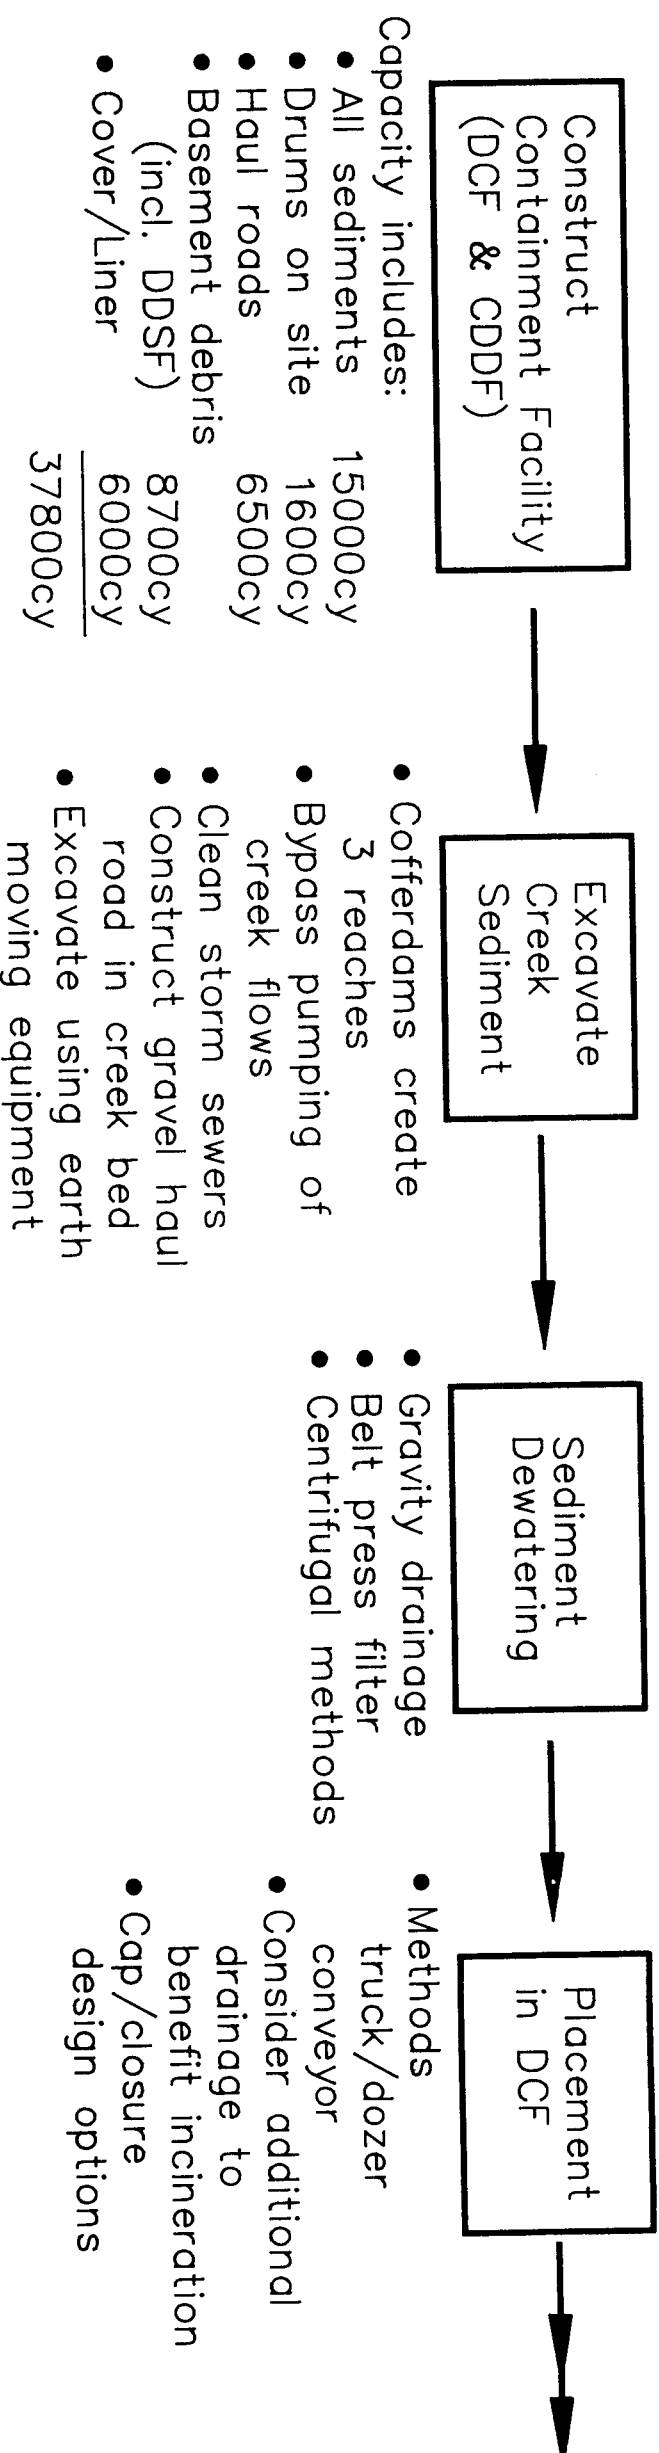 Construct
Containment Facility
(DCF & CDDF)
Capacity includes:
• All sediments 15000cy
• Drums on site 1600cy
• Haul roads 6500cy
• Basement debris
(incl. DDSF) 8700cy
• Cover/Liner 6000cy
37800cy
Excavate
Creek
Sediment
• Cofferdams create
3 reaches
• Bypass pumping of
creek flows
• Clean storm sewers
• Construct gravel haul
road in creek bed
• Excavate using earth
moving equipment
Sediment
Dewatering
• Gravity drainage
• Belt press filter
• Centrifugal methods
Placement
in DCF
• Methods
truck/dozer
conveyor
• Consider additional
drainage to
benefit incineration
• Cap/closure
design options